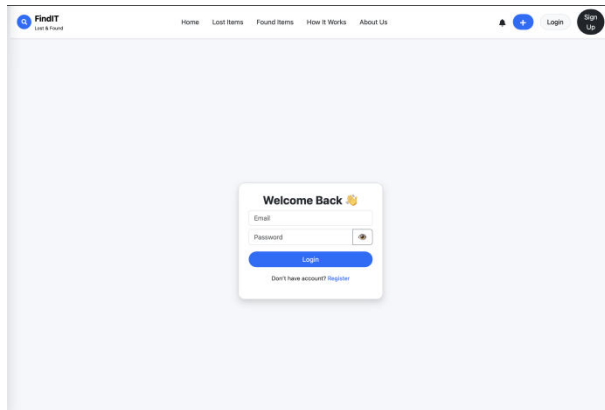 FindIT
Lost & Found
Home Lost Items Found Items How It Works About Us
+ Login Sign Up
Welcome Back 👋
Email
Password
Login
Don't have account? Register